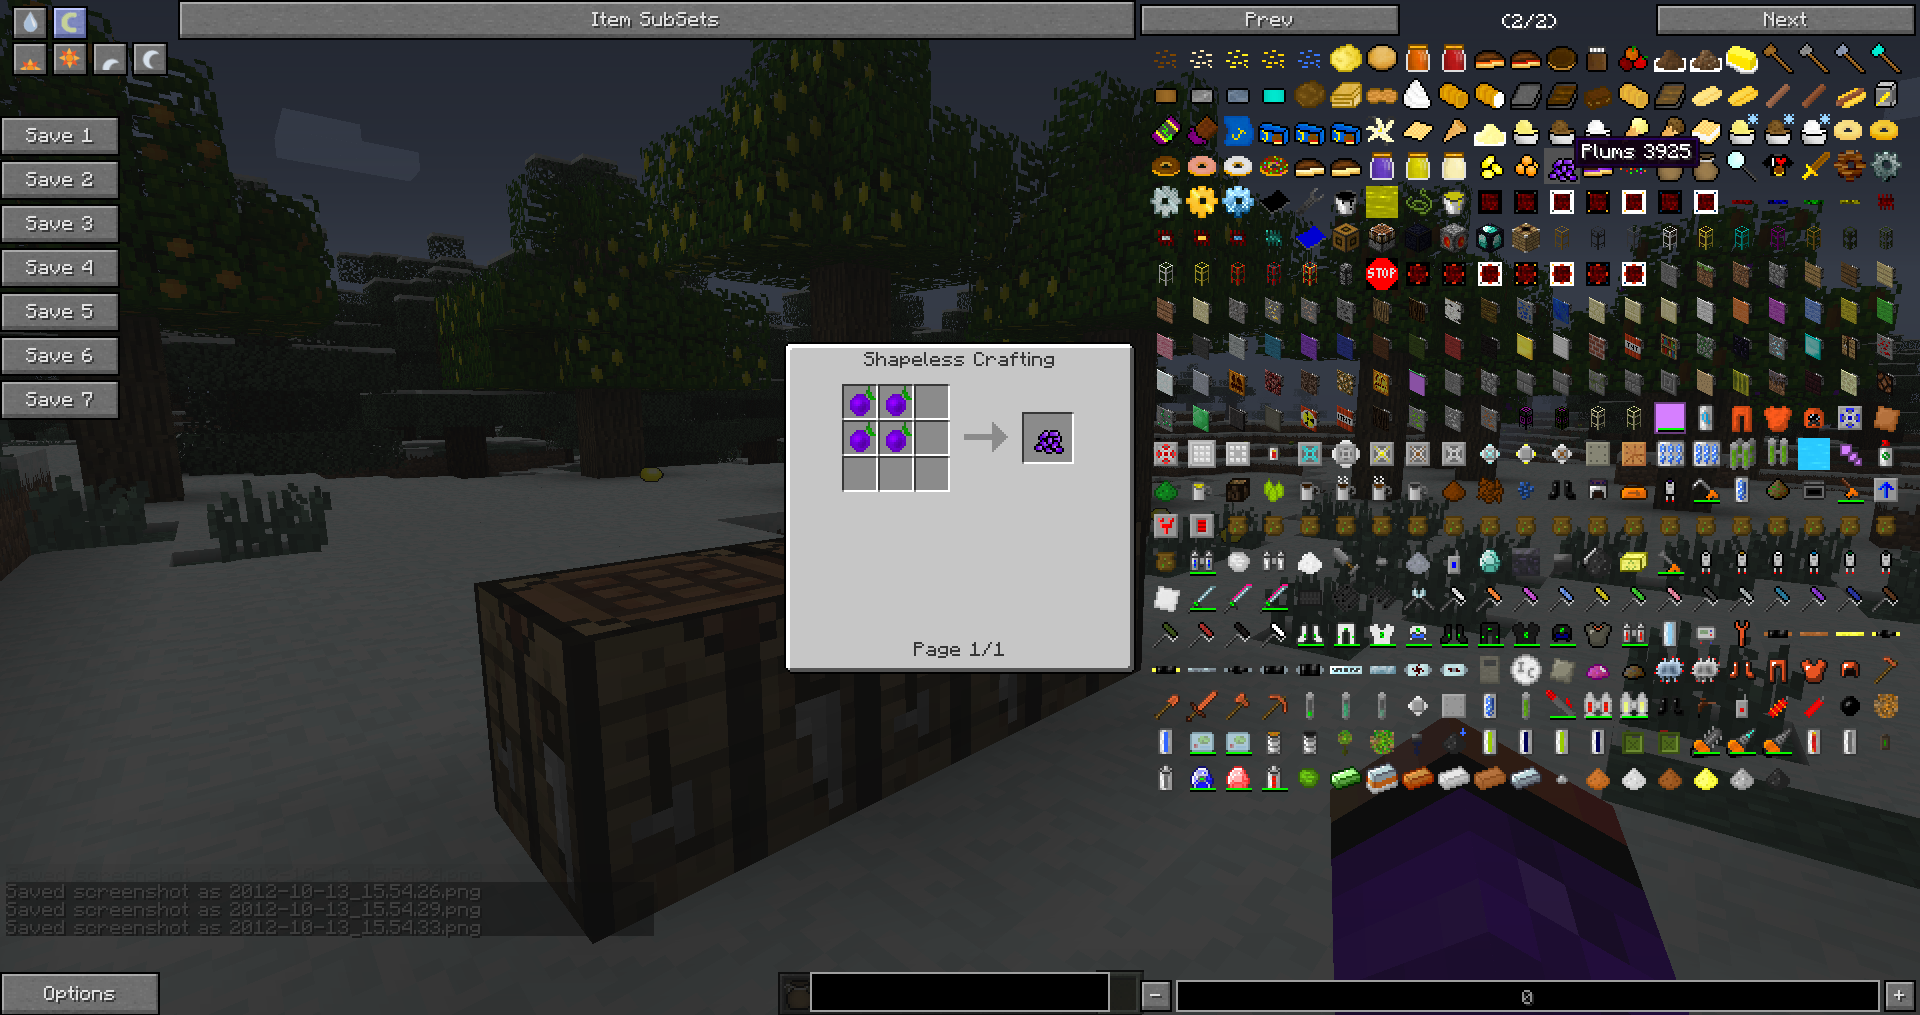 Item SubSets
Prev
(2/2)
Next
Save 1
Save 2
Save 3
Save 4
Save 5
Save 6
Save 7
Plums 3925
STOP
Shapeless Crafting
Page 1/1
Saved screenshot as 2012-10-13_15.54.26.png
Saved screenshot as 2012-10-13_15.54.29.png
Saved screenshot as 2012-10-13_15.54.33.png
Options
-
0
+